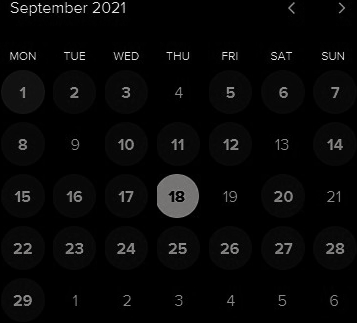 September 2021
MON TUE WED THU FRI SAT SUN
1 2 3 4 5 6 7
8 9 10 11 12 13 14
15 16 17 18 19 20 21
22 23 24 25 26 27 28
29 1 2 3 4 5 6